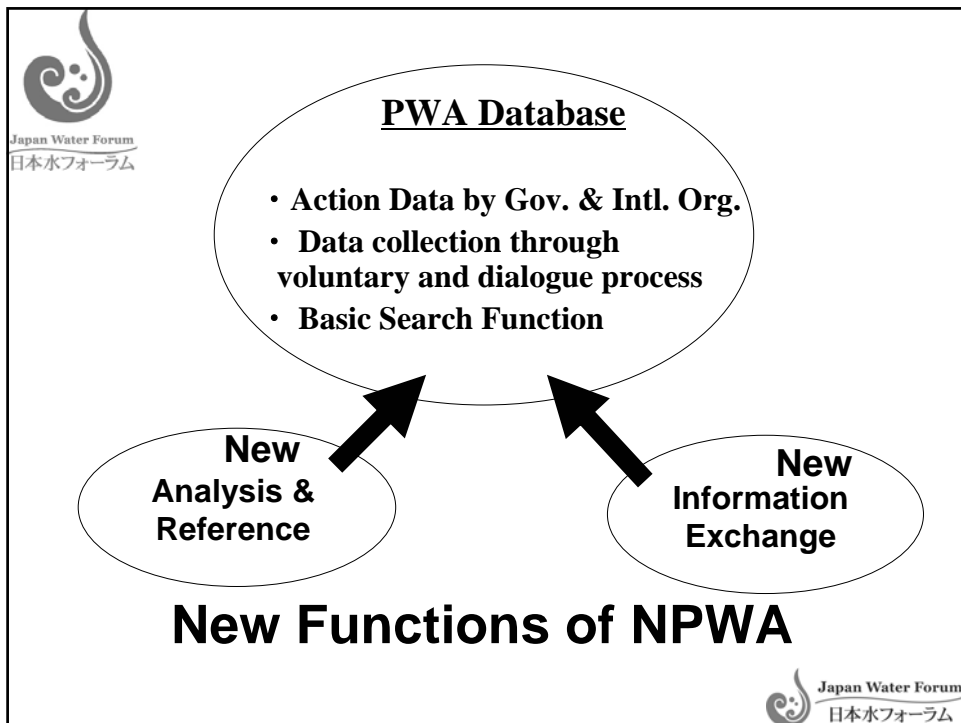 Japan Water Forum
日本水フォーラム
PWA Database
・ Action Data by Gov. & Intl. Org.
・ Data collection through
voluntary and dialogue process
・ Basic Search Function
New
Analysis &
Reference
New
Information
Exchange
New Functions of NPWA
Japan Water Forum
日本水フォーラム